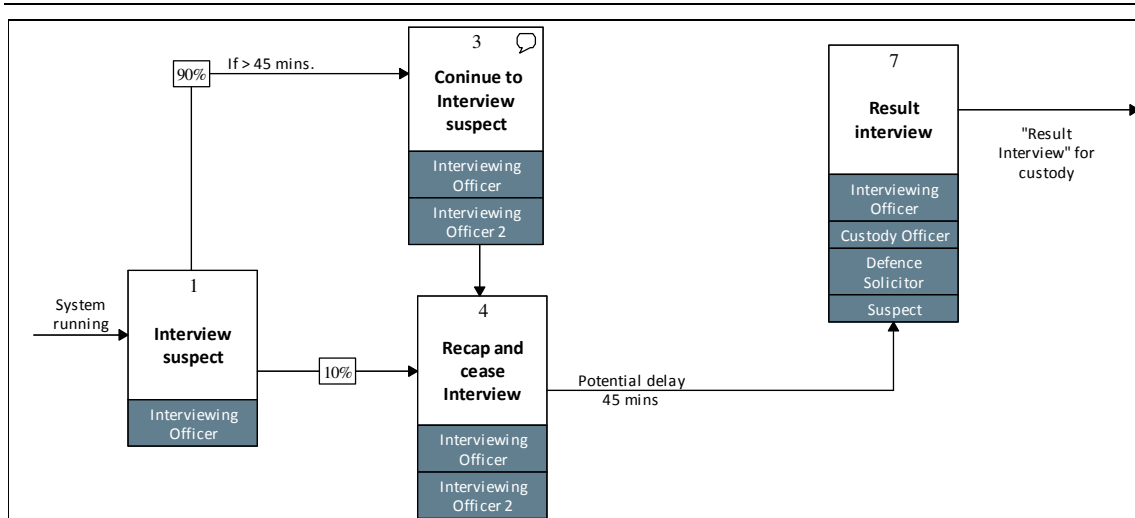 System
running
1
Interview
suspect
Interviewing
Officer
90%
If > 45 mins.
10%
3
Coninue to
Interview
suspect
Interviewing
Officer
Interviewing
Officer 2
4
Recap and
cease
Interview
Interviewing
Officer
Interviewing
Officer 2
Potential delay
45 mins
7
Result
interview
Interviewing
Officer
Custody Officer
Defence
Solicitor
Suspect
"Result
Interview" for
custody